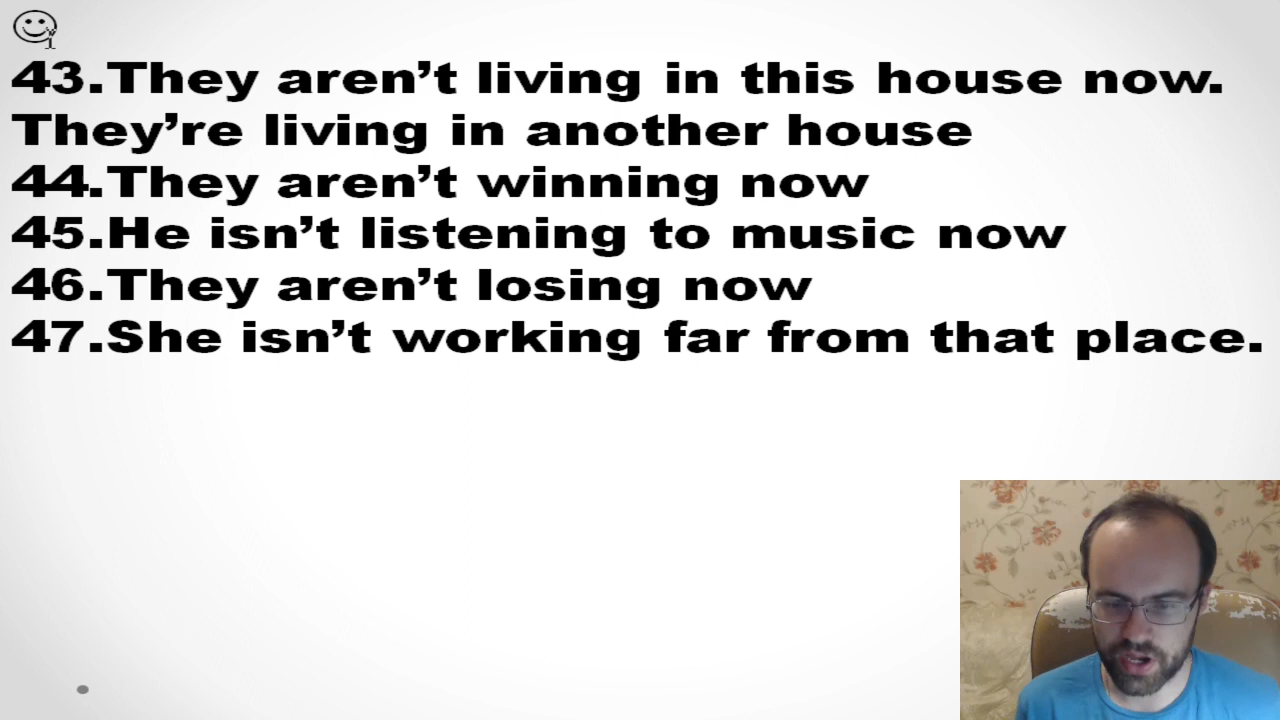 43.They aren’t living in this house now.
They’re living in another house
44.They aren’t winning now
45.He isn’t listening to music now
46.They aren’t losing now
47.She isn’t working far from that place.